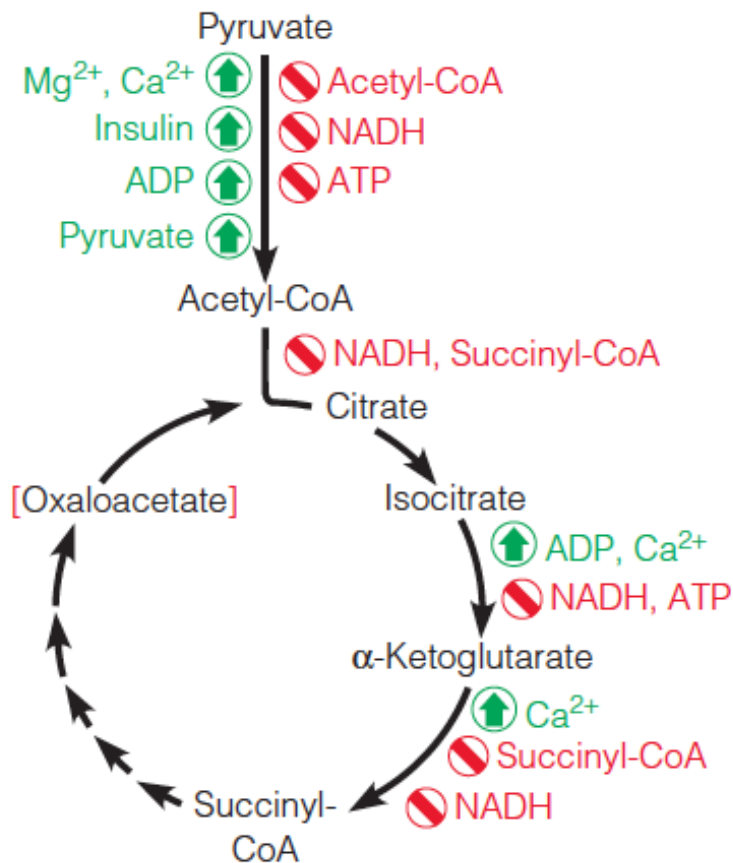 Pyruvate
Mg²⁺, Ca²⁺
Acetyl-CoA
Insulin
NADH
ADP
ATP
Pyruvate
Acetyl-CoA
NADH, Succinyl-CoA
Citrate
[Oxaloacetate]
Isocitrate
ADP, Ca²⁺
NADH, ATP
α-Ketoglutarate
Ca²⁺
Succinyl-CoA
NADH
Succinyl-
CoA